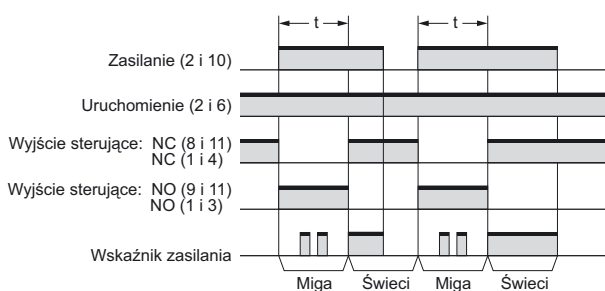 t t
Zasilanie (2 i 10)
Uruchomienie (2 i 6)
Wyjście sterujące: NC (8 i 11)
NC (1 i 4)
Wyjście sterujące: NO (9 i 11)
NO (1 i 3)
Wskaźnik zasilania
Miga Świeci Miga Świeci